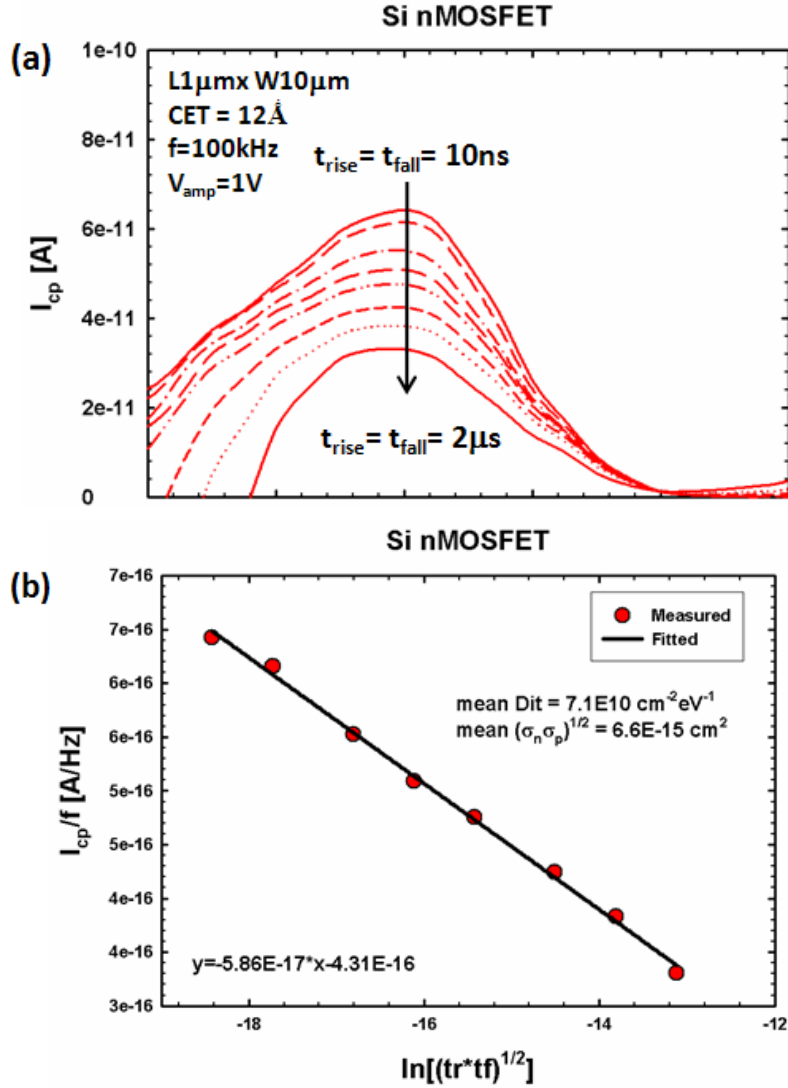 Si nMOSFET
(a)
1e-10
8e-11
6e-11
4e-11
2e-11
0
I_cp [A]
L1μmx W10μm
CET = 12Å
f=100kHz
V_amp=1V
t_rise= t_fall= 10ns
t_rise= t_fall= 2μs
Si nMOSFET
(b)
7e-16
7e-16
6e-16
6e-16
5e-16
5e-16
4e-16
4e-16
3e-16
I_cp/f [A/Hz]
Measured
Fitted
mean Dit = 7.1E10 cm⁻²eV⁻¹
mean (σ_nσ_p)^1/2 = 6.6E-15 cm²
y=-5.86E-17*x-4.31E-16
-18 -16 -14 -12
ln[(tr*tf)^1/2]